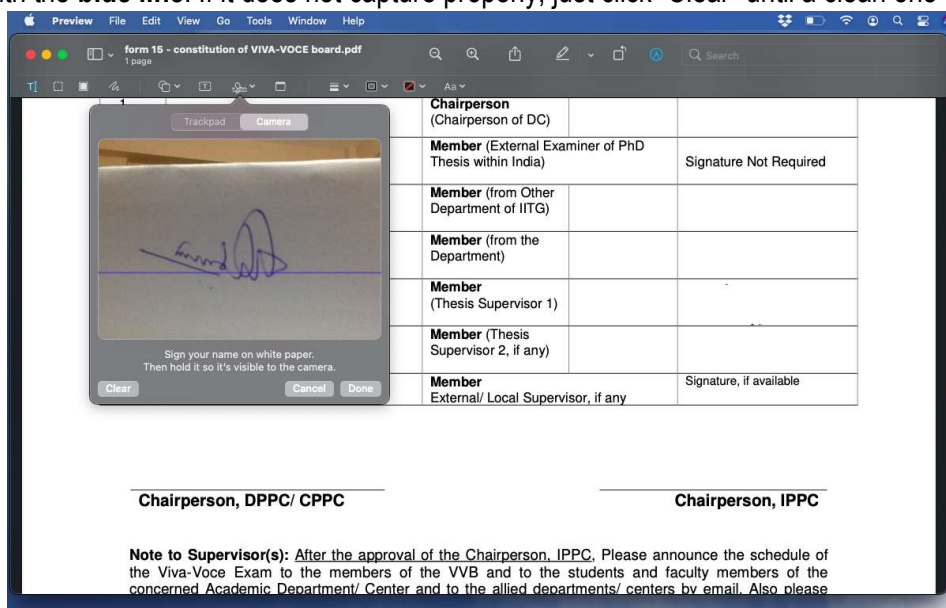 the blue line. If it does not capture properly, just click "Clear" until a clean one
Preview File Edit View Go Tools Window Help
form 15 - constitution of VIVA-VOCE board.pdf
1 page
Search
Aa
Trackpad Camera
Sign your name on white paper.
Then hold it so it's visible to the camera.
Clear Cancel Done
1
Chairperson
(Chairperson of DC)
Member (External Examiner of PhD
Thesis within India)
Signature Not Required
Member (from Other
Department of IITG)
Member (from the
Department)
Member
(Thesis Supervisor 1)
Member (Thesis
Supervisor 2, if any)
Member
External/ Local Supervisor, if any
Signature, if available
Chairperson, DPPC/ CPPC
Chairperson, IPPC
Note to Supervisor(s): After the approval of the Chairperson, IPPC, Please announce the schedule of
the Viva-Voce Exam to the members of the VVB and to the students and faculty members of the
concerned Academic Department/ Center and to the allied departments/ centers by email. Also please